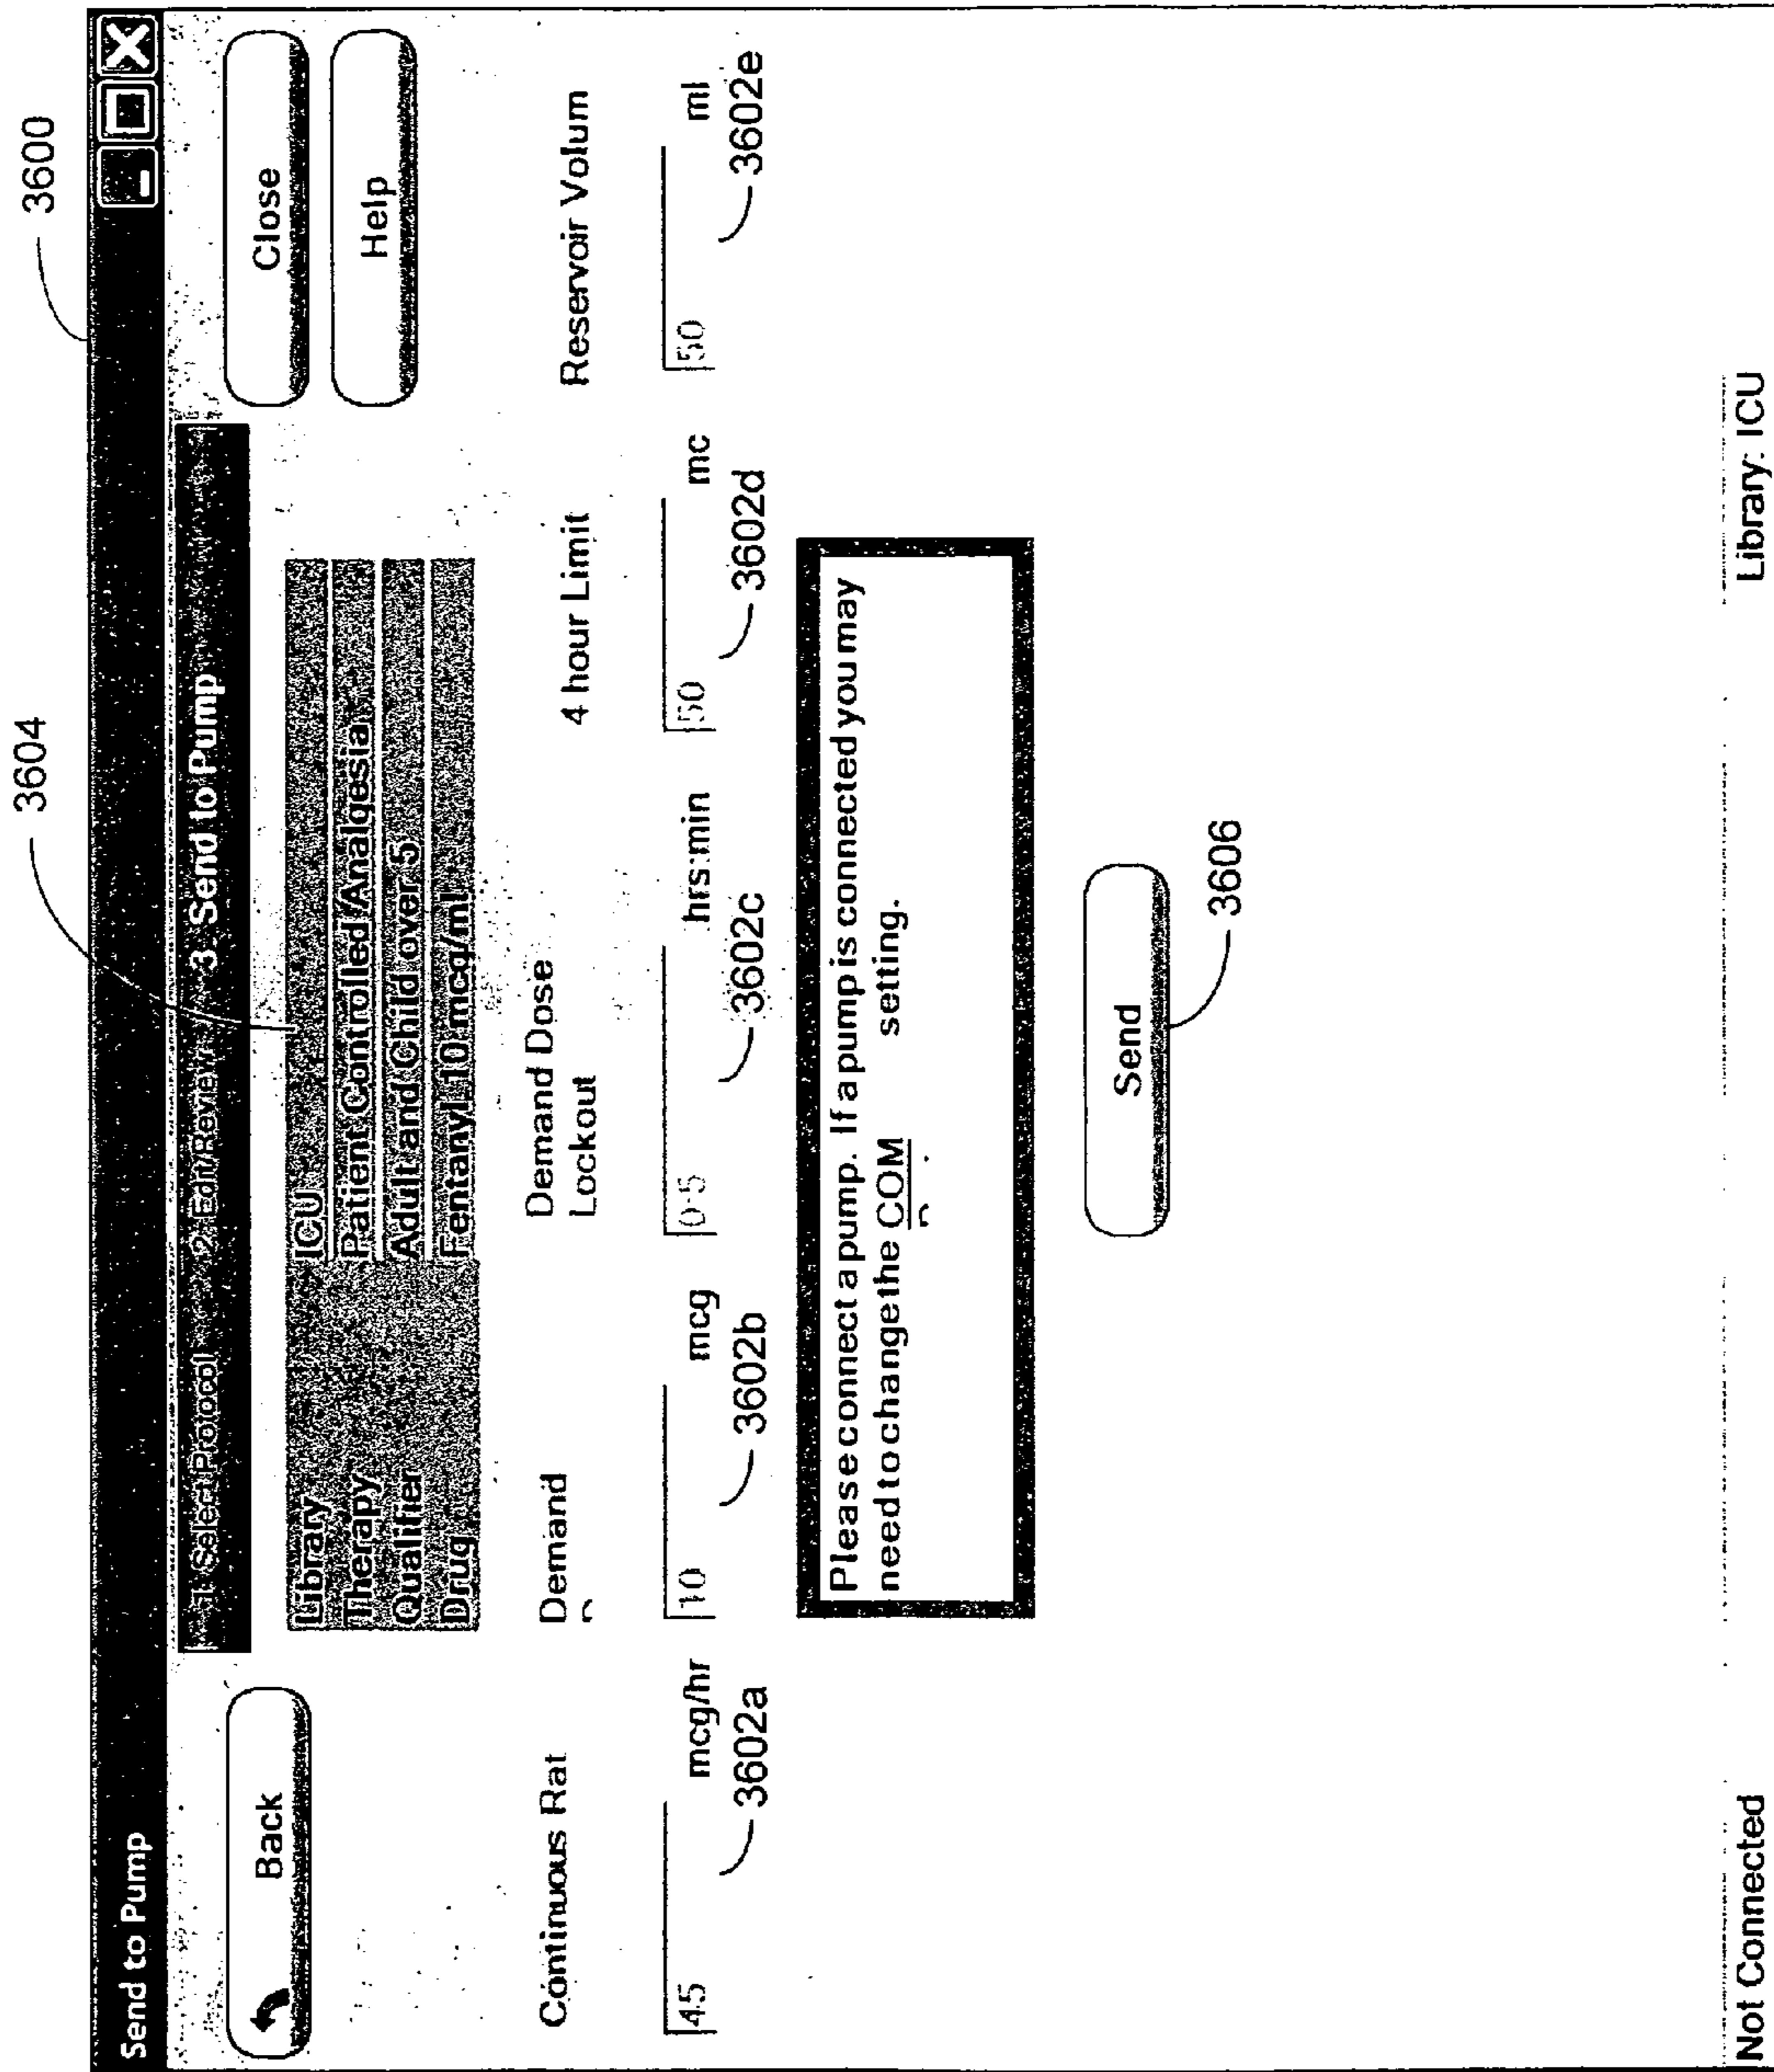 3600
3604
Send to Pump
Back
1. Select Protocol 2. Edit/Review 3. Send to Pump
Close
Help
Library ICU
Therapy Patient Controlled Analgesia
Qualifier Adult and Child over 5
Drug Fentanyl 10 mcg/ml
Continuous Rat
Demand
Demand Dose
Lockout
4 hour Limit
Reservoir Volum
45 mcg/hr
10 mcg
hrs:min
50 mc
50 ml
3602a
3602b
3602c
3602d
3602e
Please connect a pump. If a pump is connected you may
need to change the COM setting.
Send
3606
Not Connected
Library: ICU